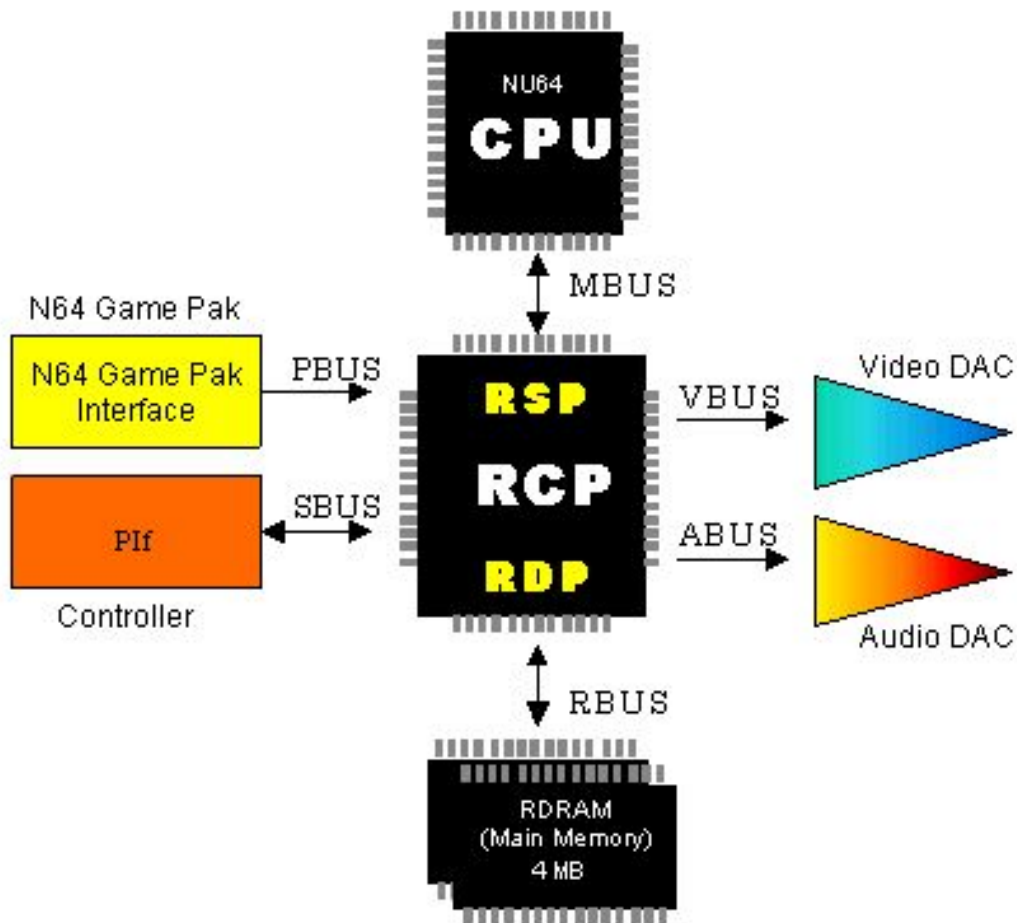 NU64
CPU
MBUS
N64 Game Pak
N64 Game Pak
Interface
PBUS
RSP
RCP
RDP
VBUS
Video DAC
SBUS
PIf
Controller
ABUS
Audio DAC
RBUS
RDRAM
(Main Memory)
4 MB